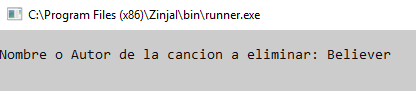 C:\Program Files (x86)\Zinjal\bin\runner.exe
Nombre o Autor de la cancion a eliminar: Believer